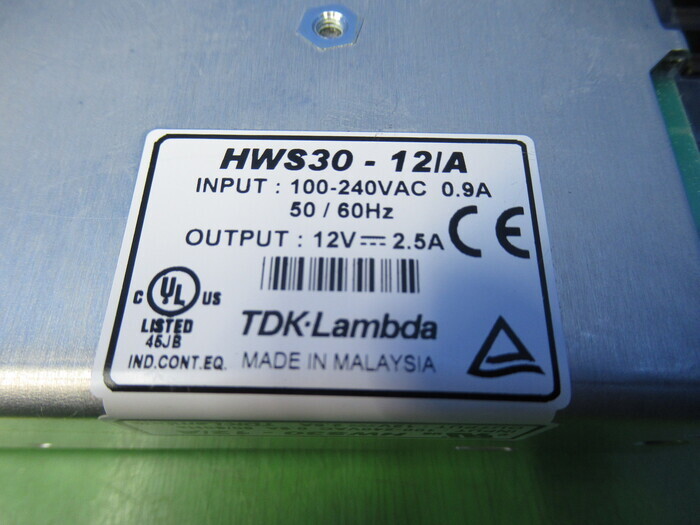 HWS30 - 12/A
INPUT : 100-240VAC 0.9A
50 / 60Hz
OUTPUT : 12V ⎓ 2.5A
CE
C UL US
LISTED
45JB
IND.CONT.EQ.
TDK·Lambda
MADE IN MALAYSIA